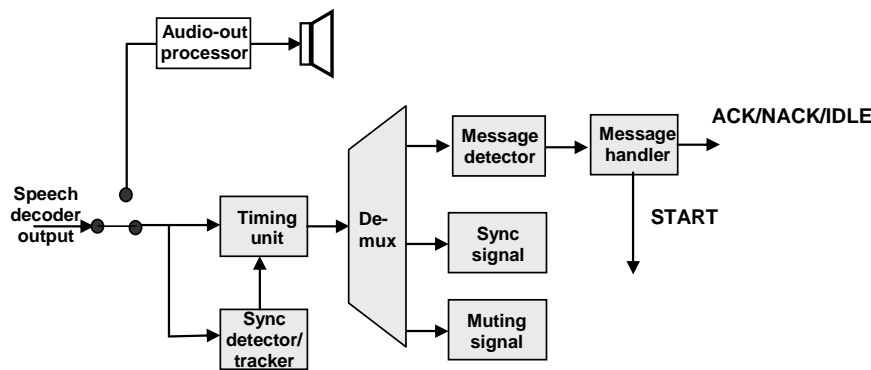 Audio-out
processor
ACK/NACK/IDLE
Message
detector
Message
handler
Speech
decoder
output
Timing
unit
De-
mux
START
Sync
signal
Sync
detector/
tracker
Muting
signal